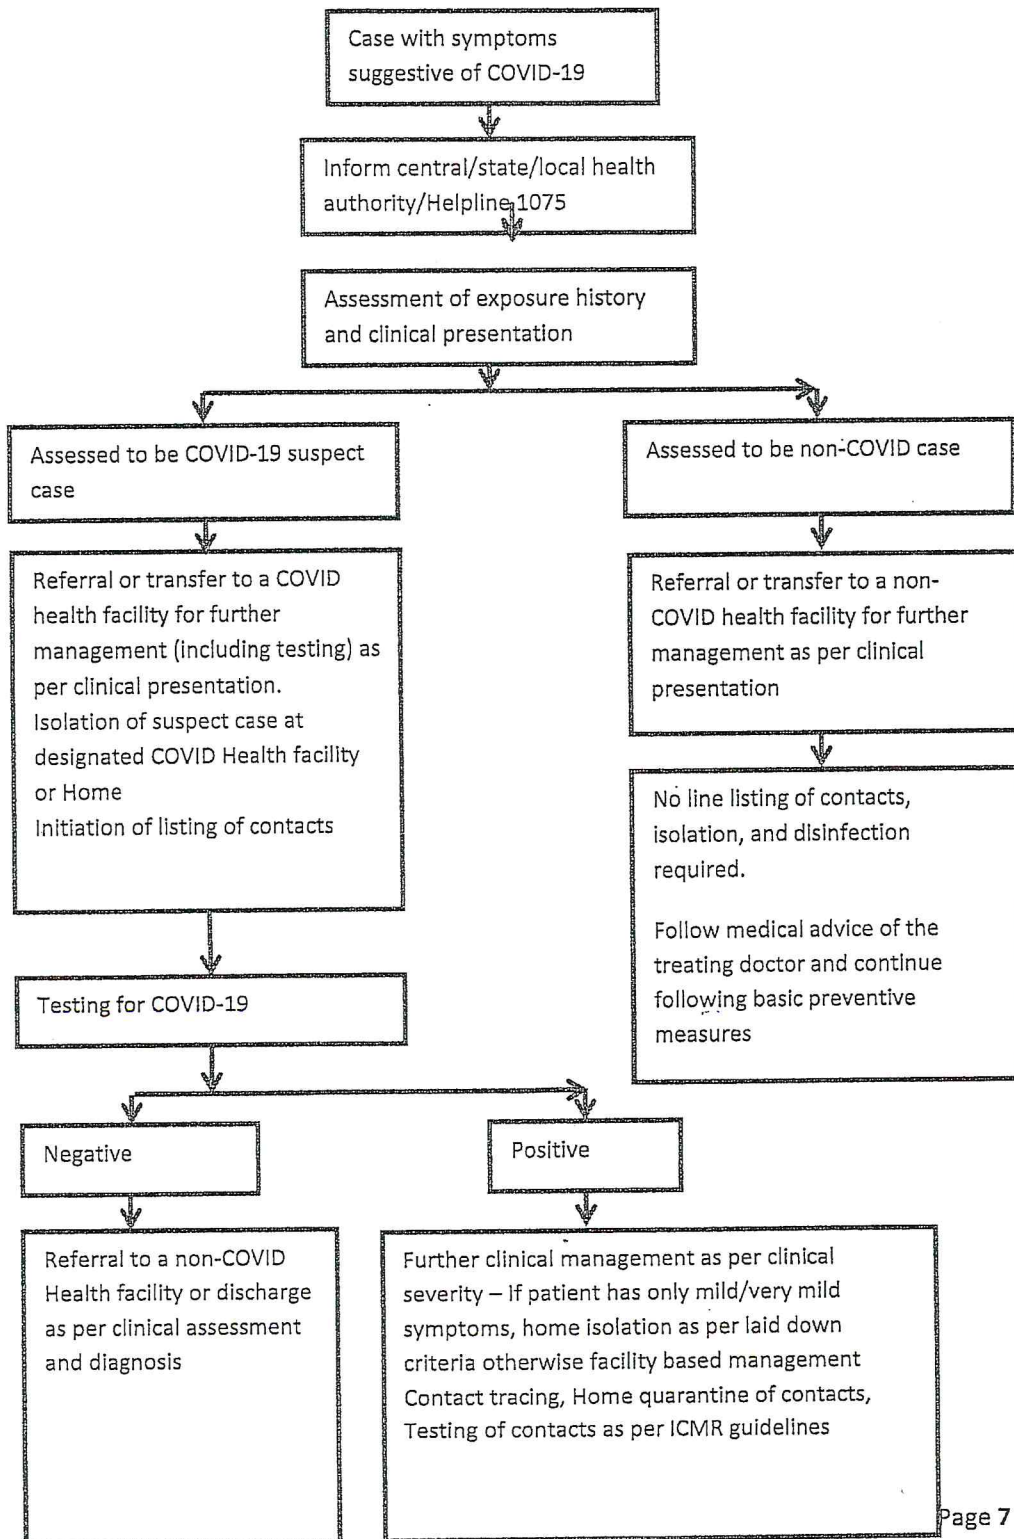 Case with symptoms
suggestive of COVID-19
Inform central/state/local health
authority/Helpline 1075
Assessment of exposure history
and clinical presentation
Assessed to be COVID-19 suspect
case
Assessed to be non-COVID case
Referral or transfer to a COVID
health facility for further
management (including testing) as
per clinical presentation.
Isolation of suspect case at
designated COVID Health facility
or Home
Initiation of listing of contacts
Referral or transfer to a non-
COVID health facility for further
management as per clinical
presentation
No line listing of contacts,
isolation, and disinfection
required.
Follow medical advice of the
treating doctor and continue
following basic preventive
measures
Testing for COVID-19
Negative
Positive
Referral to a non-COVID
Health facility or discharge
as per clinical assessment
and diagnosis
Further clinical management as per clinical
severity – If patient has only mild/very mild
symptoms, home isolation as per laid down
criteria otherwise facility based management
Contact tracing, Home quarantine of contacts,
Testing of contacts as per ICMR guidelines
Page 7